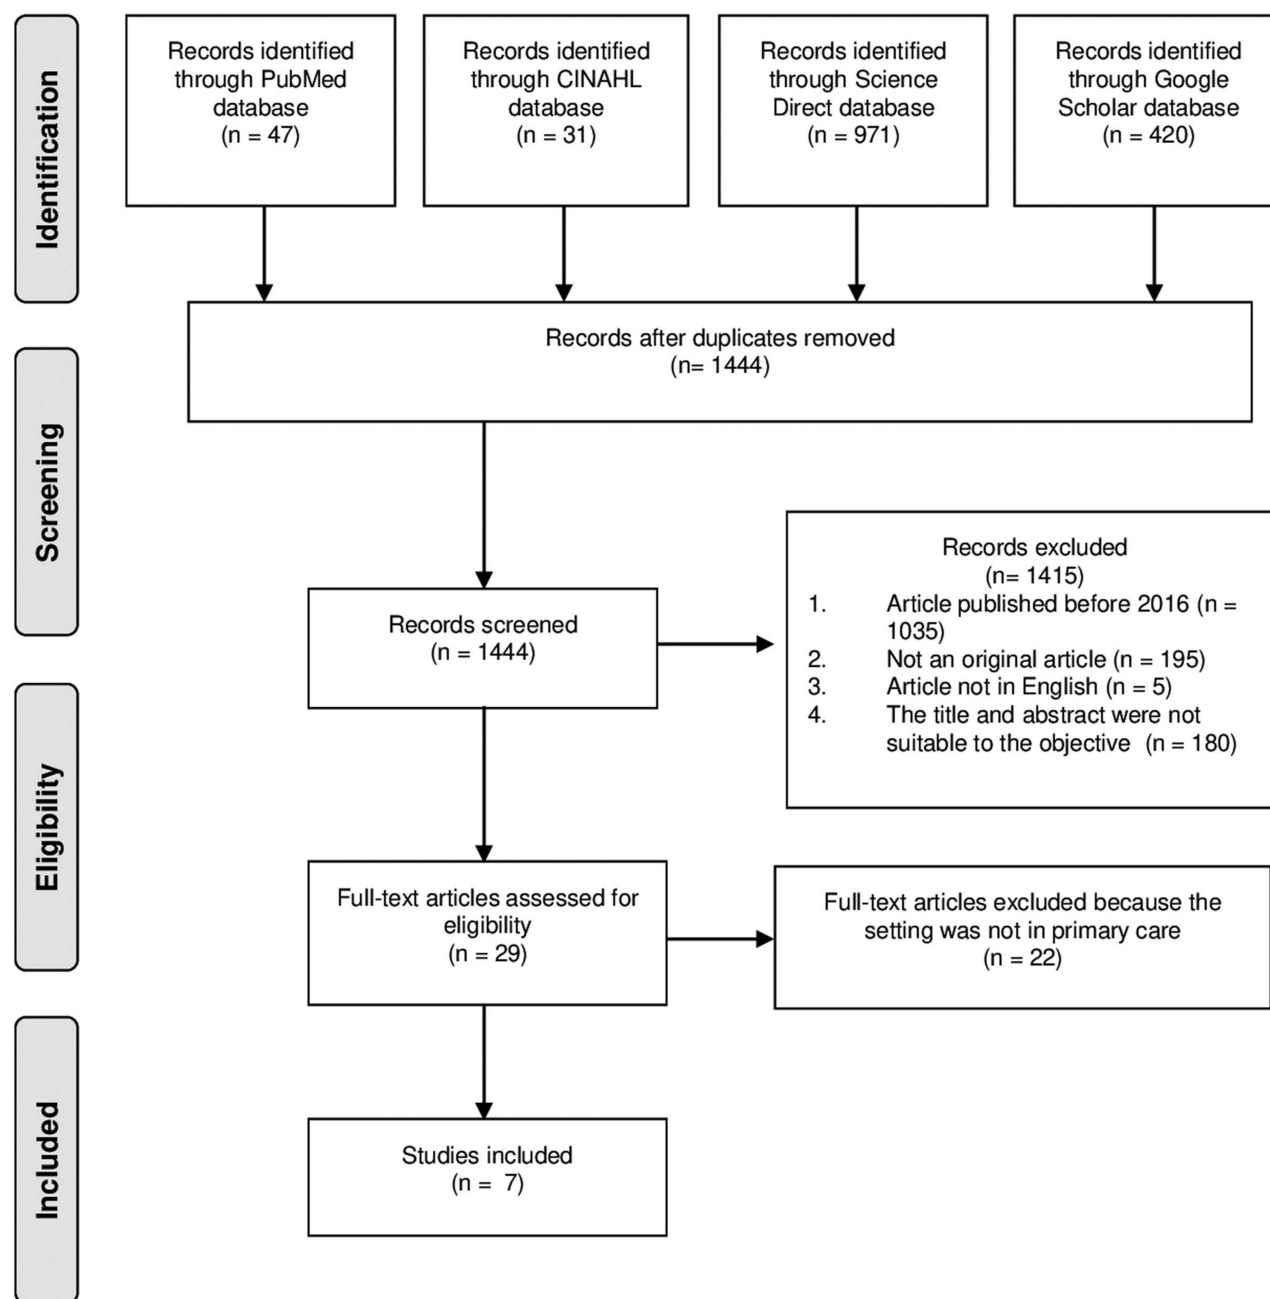 Identification
Records identified
through PubMed
database
(n = 47)
Records identified
through CINAHL
database
(n = 31)
Records identified
through Science
Direct database
(n = 971)
Records identified
through Google
Scholar database
(n = 420)
Records after duplicates removed
(n= 1444)
Screening
Records screened
(n = 1444)
Records excluded
(n= 1415)
1. Article published before 2016 (n =
1035)
2. Not an original article (n = 195)
3. Article not in English (n = 5)
4. The title and abstract were not
suitable to the objective (n = 180)
Eligibility
Full-text articles assessed for
eligibility
(n = 29)
Full-text articles excluded because the
setting was not in primary care
(n = 22)
Included
Studies included
(n = 7)